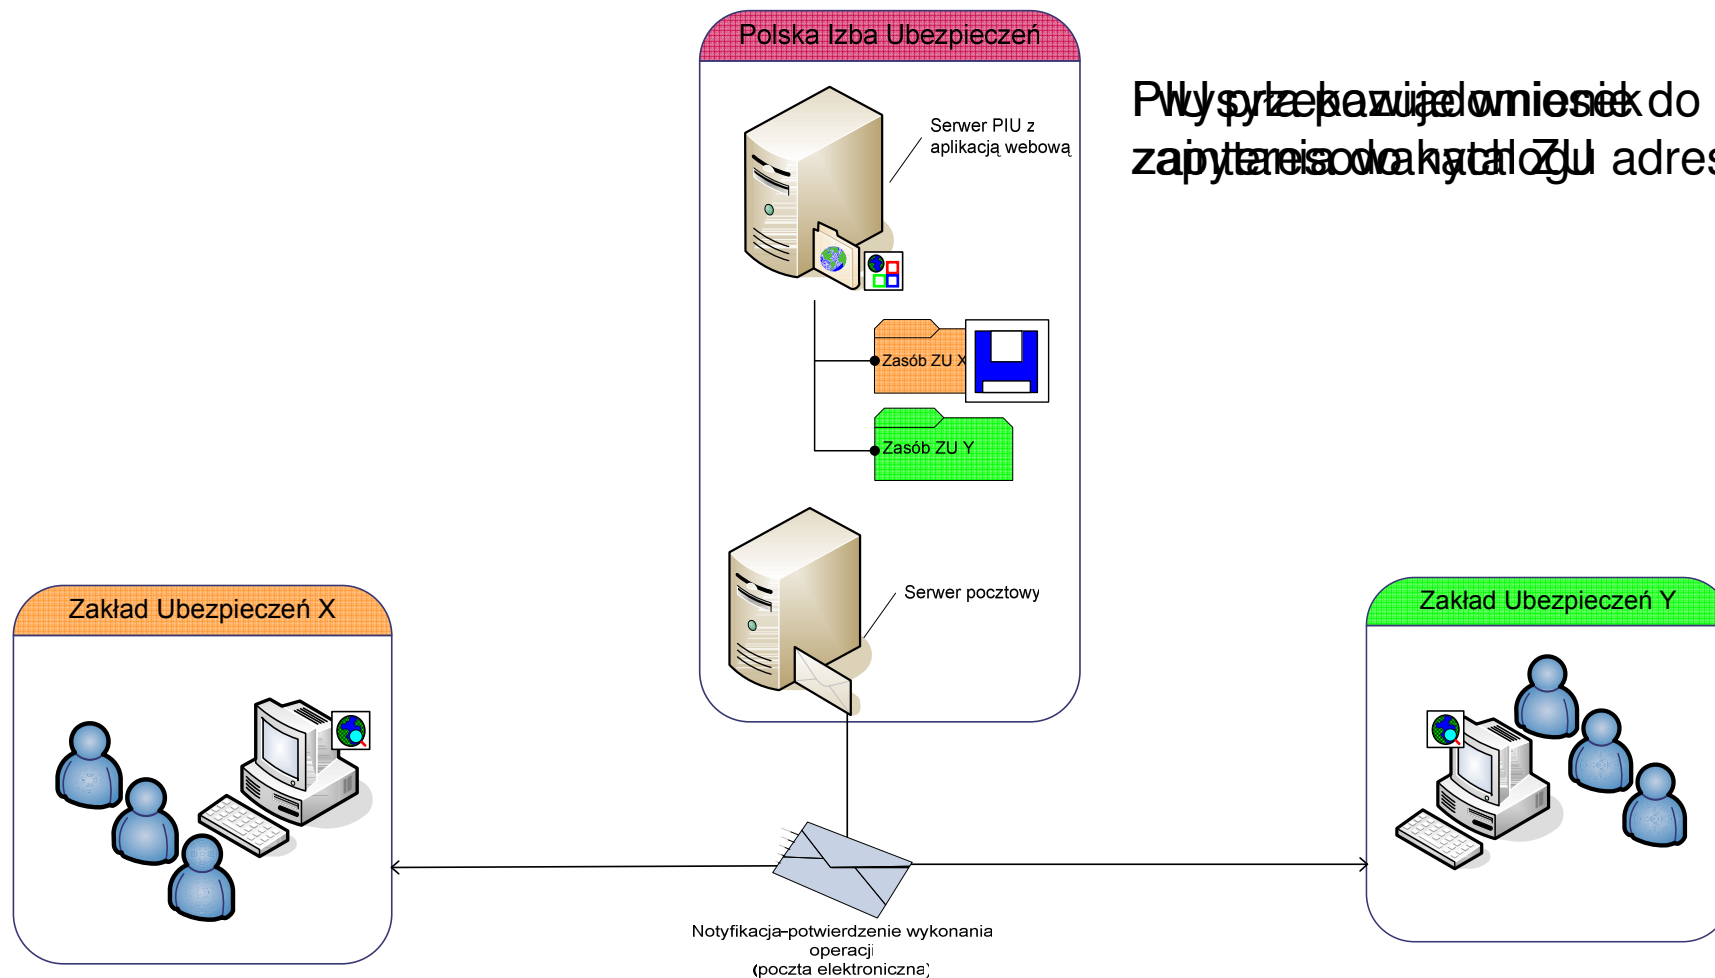 Polska Izba Ubezpieczeń
do
Serwer PIU z
aplikacją webową
Zasób ZU X
Zasób ZU Y
Serwer pocztowy
Zakład Ubezpieczeń X
Zakład Ubezpieczeń Y
Notyfikacja-potwierdzenie wykonania
operacji
(poczta elektroniczna)